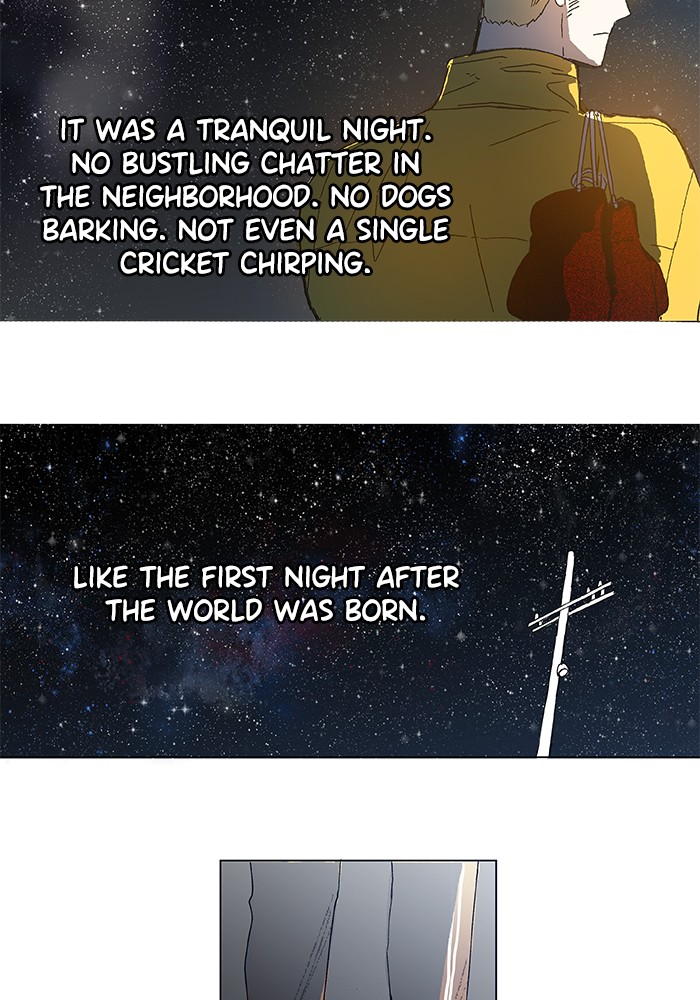 IT WAS A TRANQUIL NIGHT.
NO BUSTLING CHATTER IN
THE NEIGHBORHOOD. NO DOGS
BARKING. NOT EVEN A SINGLE
CRICKET CHIRPING.
LIKE THE FIRST NIGHT AFTER
THE WORLD WAS BORN.